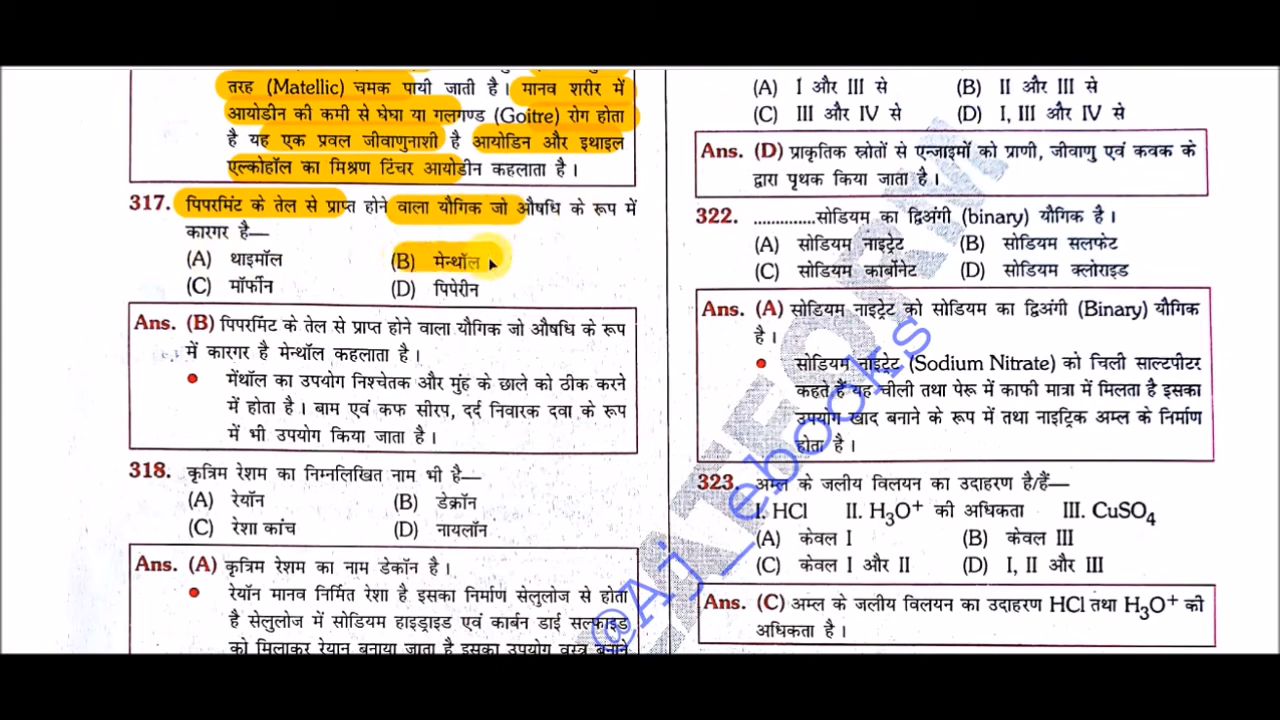 तरह (Matellic) चमक पायी जाती है। मानव शरीर में
आयोडीन की कमी से घेघा या गलगण्ड (Goitre) रोग होता
है यह एक प्रवल जीवाणुनाशी है आयोडिन और इथाइल
एल्कोहॉल का मिश्रण टिंचर आयोडीन कहलाता है।
317. पिपरमिंट के तेल से प्राप्त होने वाला यौगिक जो औषधि के रूप में
कारगर है—
(A) थाइमॉल (B) मेन्थॉल
(C) मॉर्फीन (D) पिपेरीन
Ans. (B) पिपरमिंट के तेल से प्राप्त होने वाला यौगिक जो औषधि के रूप
में कारगर है मेन्थॉल कहलाता है।
• मेंथॉल का उपयोग निश्चेतक और मुंह के छाले को ठीक करने
में होता है। बाम एवं कफ सीरप, दर्द निवारक दवा के रूप
में भी उपयोग किया जाता है।
318. कृत्रिम रेशम का निम्नलिखित नाम भी है—
(A) रेयॉन (B) डेक्रॉन
(C) रेशा कांच (D) नायलॉन
Ans. (A) कृत्रिम रेशम का नाम डेकॉन है।
• रेयॉन मानव निर्मित रेशा है इसका निर्माण सेलुलोज से होता
है सेलुलोज में सोडियम हाइड्राइड एवं कार्बन डाई सल्फाइड
को मिलाकर रेयान बनाया जाता है इसका उपयोग वस्त्र बनाने
(A) I और III से (B) II और III से
(C) III और IV से (D) I, III और IV से
Ans. (D) प्राकृतिक स्रोतों से एन्जाइमों को प्राणी, जीवाणु एवं कवक के
द्वारा पृथक किया जाता है।
322. ..............सोडियम का द्विअंगी (binary) यौगिक है।
(A) सोडियम नाइट्रेट (B) सोडियम सलफेट
(C) सोडियम कार्बोनेट (D) सोडियम क्लोराइड
Ans. (A) सोडियम नाइट्रेट को सोडियम का द्विअंगी (Binary) यौगिक
है।
• सोडियम नाइट्रेट (Sodium Nitrate) को चिली साल्टपीटर
कहते हैं यह चीली तथा पेरू में काफी मात्रा में मिलता है इसका
उपयोग खाद बनाने के रूप में तथा नाइट्रिक अम्ल के निर्माण
होता है।
323. अम्ल के जलीय विलयन का उदाहरण है/हैं—
I. HCl II. H₃O⁺ की अधिकता III. CuSO₄
(A) केवल I (B) केवल III
(C) केवल I और II (D) I, II और III
Ans. (C) अम्ल के जलीय विलयन का उदाहरण HCl तथा H₃O⁺ की
अधिकता है।
@Aj_ebooks